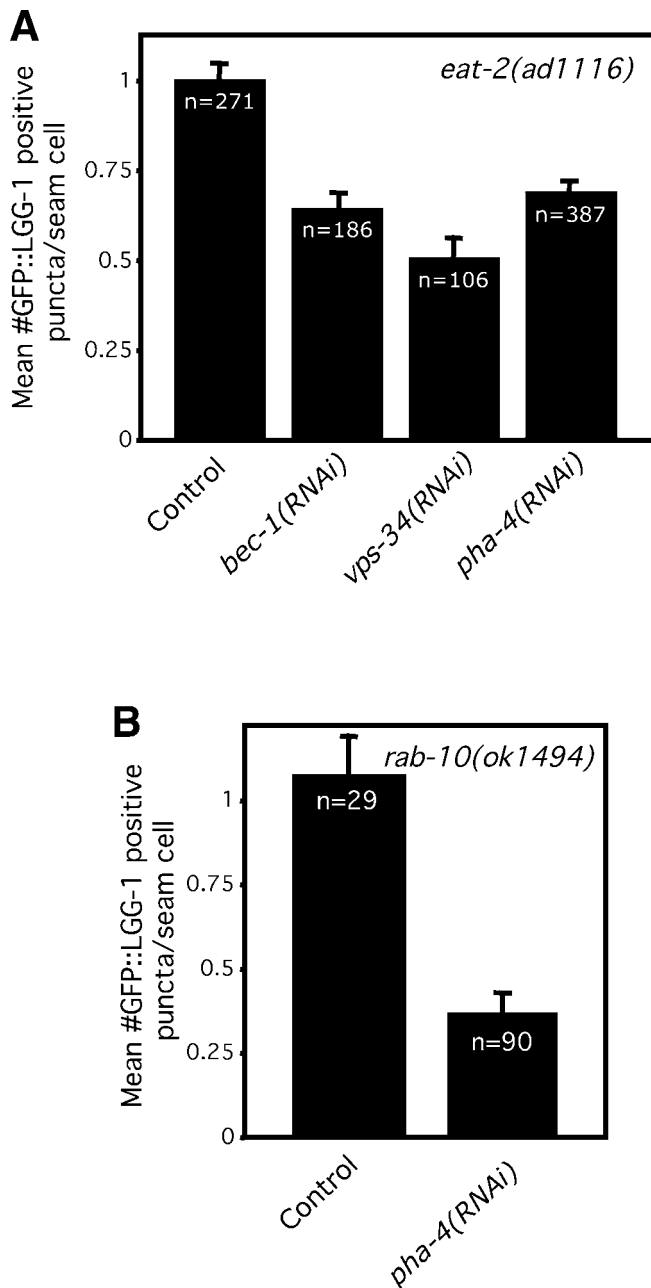 A
eat-2(ad1116)
Mean #GFP::LGG-1 positive
puncta/seam cell
1
0.75
0.5
0.25
0
n=271
n=186
n=106
n=387
Control
bec-1(RNAi)
vps-34(RNAi)
pha-4(RNAi)
B
rab-10(ok1494)
Mean #GFP::LGG-1 positive
puncta/seam cell
1
0.75
0.5
0.25
0
n=29
n=90
Control
pha-4(RNAi)